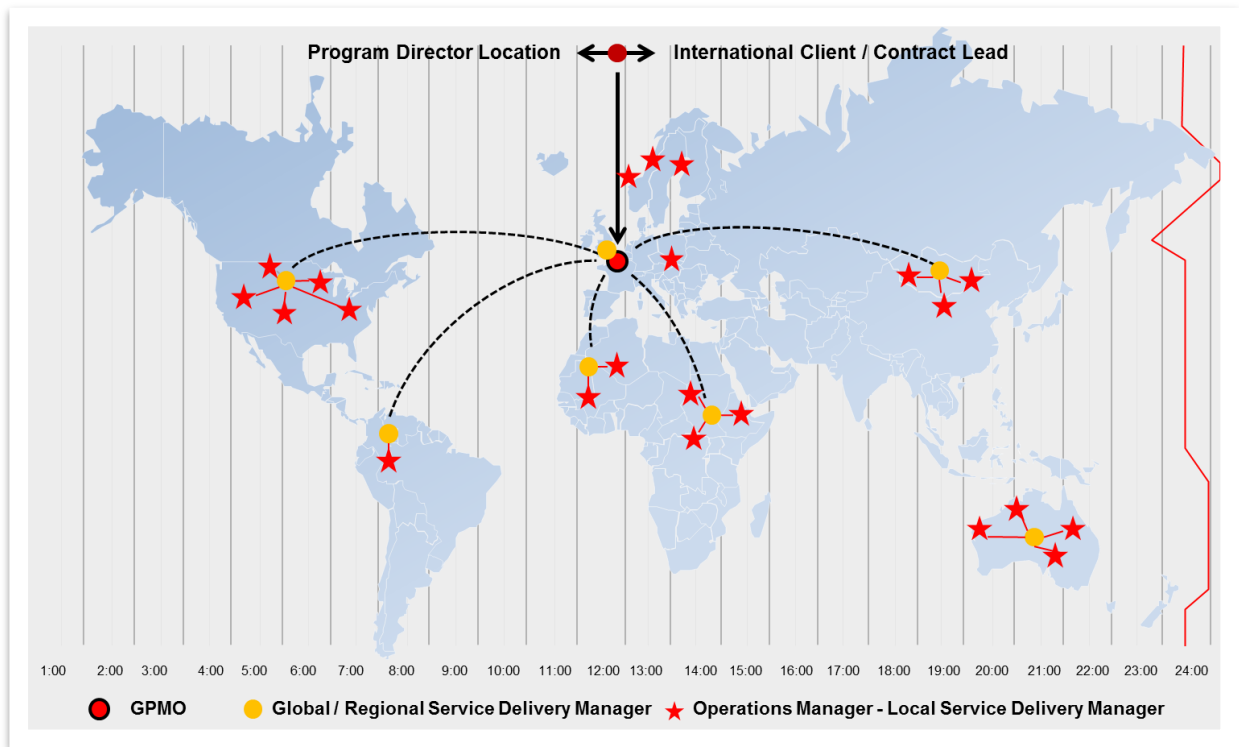 Program Director Location International Client / Contract Lead
1:00 2:00 3:00 4:00 5:00 6:00 7:00 8:00 9:00 9:00 11:00 12:00 13:00 14:00 15:00 16:00 17:00 18:00 19:00 20:00 21:00 22:00 23:00 24:00
GPMO Global / Regional Service Delivery Manager Operations Manager - Local Service Delivery Manager